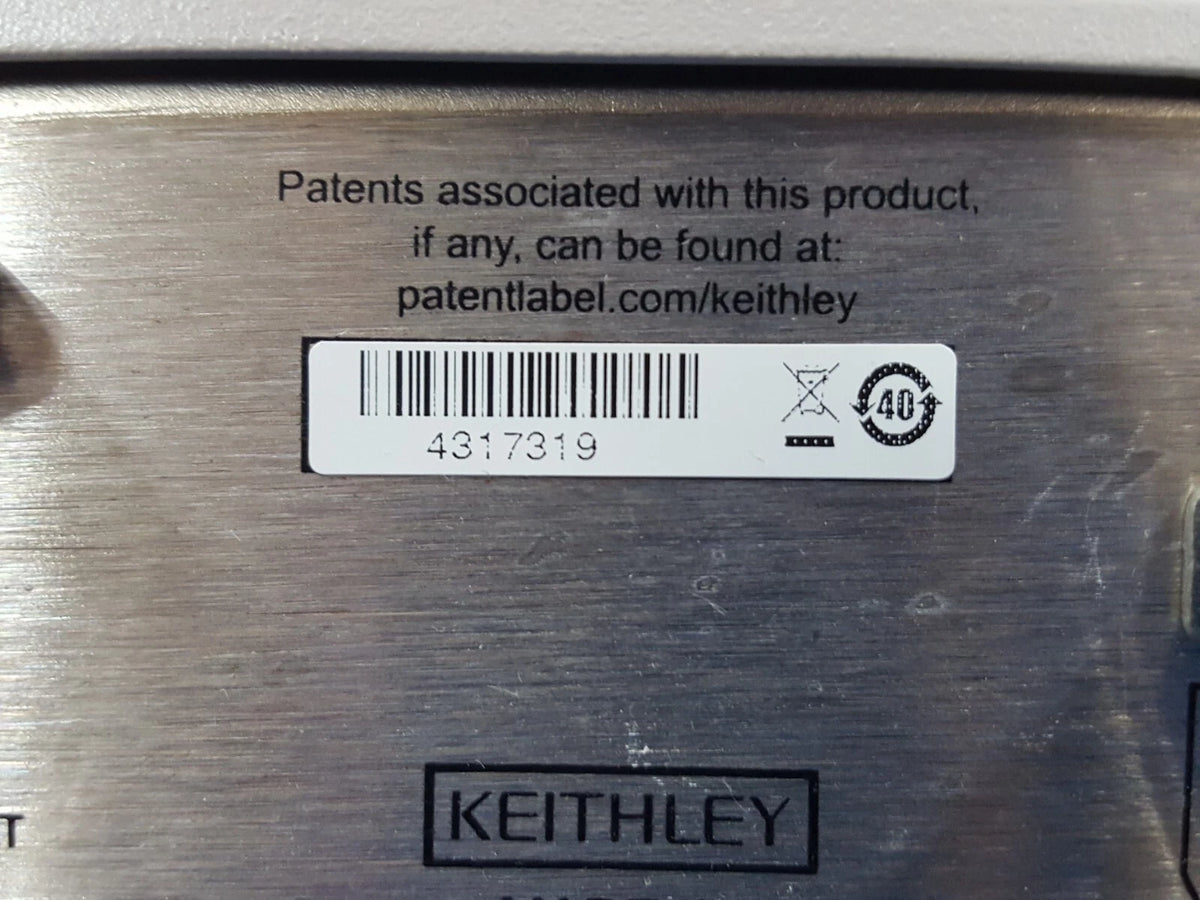 Patents associated with this product,
if any, can be found at:
patentlabel.com/keithley
4317319
40
T
KEITHLEY